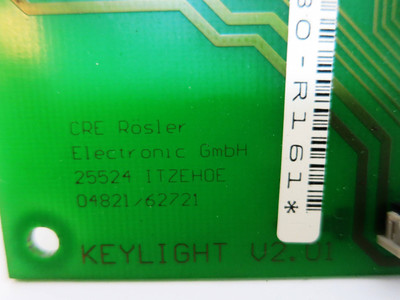 CRE Rosler
Electronic GmbH
25524 ITZEHOE
04821/62721
KEYLIGHT V2.01
80-R161*